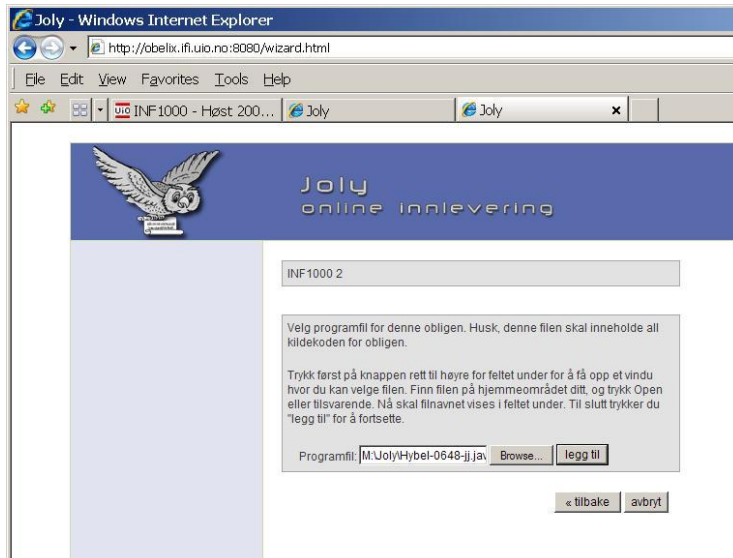 Joly - Windows Internet Explorer
http://obelix.ifi.uio.no:8080/wizard.html
File Edit View Favorites Tools Help
UiO INF1000 - Høst 200... Joly Joly x
Joly
online innlevering
INF1000 2
Velg programfil for denne obligen. Husk, denne filen skal inneholde all
kildekoden for obligen.
Trykk først på knappen rett til høyre for feltet under for å få opp et vindu
hvor du kan velge filen. Finn filen på hjemmeområdet ditt, og trykk Open
eller tilsvarende. Nå skal filnavnet vises i feltet under. Til slutt trykker du
"legg til" for å fortsette.
Programfil: M:\Joly\Hybel-0648-jj.jav Browse... legg til
« tilbake avbryt